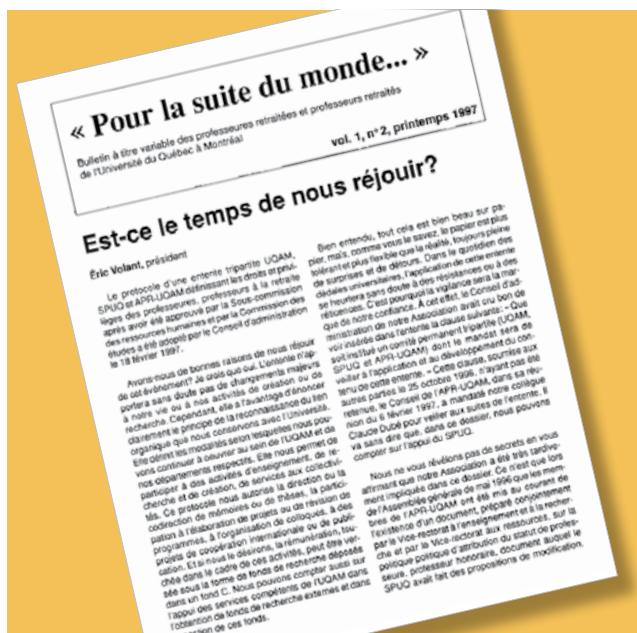 « Pour la suite du monde... »
Bulletin à titre variable des professeures retraitées et professeurs retraités
de l'Université du Québec à Montréal
vol. 1, n° 2, printemps 1997
Est-ce le temps de nous réjouir?
Éric Volant, président
Le protocole d'une entente tripartite UQAM,
SPUQ et APR-UQAM définissant les droits et privi-
lèges des professeures, professeurs à la retraite
après avoir été approuvé par la Sous-commission
des ressources humaines et par la Commission des
études a été adopté par le Conseil d'administration
le 18 février 1997.
Avons-nous de bonnes raisons de nous réjouir
de cet événement? Je crois que oui. L'entente n'ap-
portera sans doute pas de changements majeurs
à notre vie ou à nos activités de création ou de
recherche. Cependant, elle a l'avantage d'énoncer
clairement le principe de la reconnaissance du lien
organique que nous conservons avec l'Université.
Elle définit les modalités selon lesquelles nous pou-
vons continuer à oeuvrer au sein de l'UQAM et de
nos départements respectifs. Elle nous permet de
participer à des activités d'enseignement, de re-
cherche et de création, de services aux collectivi-
tés. Ce protocole nous autorise la direction ou la
codirection de mémoires ou de thèses, la partici-
pation à l'élaboration de projets ou de révision de
programmes, à l'organisation de colloques, à des
projets de coopération internationale ou de publi-
cation. Et si nous le désirons, la rémunération, tou-
chée dans le cadre de ces activités, peut être ver-
sée sous la forme de fonds de recherche déposés
dans un fond C. Nous pouvons compter aussi sur
l'appui des services compétents de l'UQAM dans
l'obtention de fonds de recherche externes et dans
de ces fonds.
Bien entendu, tout cela est bien beau sur pa-
pier, mais, comme vous le savez, le papier est plus
tolérant et plus flexible que la réalité, toujours pleine
de surprises et de détours. Dans le quotidien des
dédales universitaires, l'application de cette entente
se heurtera sans doute à des résistances ou à des
réticences. C'est pourquoi la vigilance sera la mar-
que de notre confiance. À cet effet, le Conseil d'ad-
ministration de notre Association avait cru bon de
voir insérée dans l'entente la clause suivante: « Que
soit institué un comité permanent tripartite (UQAM,
SPUQ et APR-UQAM) dont le mandat sera de
veiller à l'application et au développement du con-
tenu de cette entente. » Cette clause, soumise aux
autres parties le 25 octobre 1996, n'ayant pas été
retenue, le Conseil de l'APR-UQAM, dans sa réu-
nion du 6 février 1997, a mandaté notre collègue
Claude Dubé pour veiller aux suites de l'entente. Il
va sans dire que, dans ce dossier, nous pouvons
compter sur l'appui du SPUQ.
Nous ne vous révélons pas de secrets en vous
affirmant que notre Association a été très tardive-
ment impliquée dans ce dossier. Ce n'est que lors
de l'Assemblée générale de mai 1996 que les mem-
bres de l'APR-UQAM ont été mis au courant de
l'existence d'un document, préparé conjointement
par le Vice-rectorat à l'enseignement et à la recher-
che et par le Vice-rectorat aux ressources, sur la
politique politique d'attribution du statut de profes-
seure, professeur honoraire, document auquel le
SPUQ avait fait des propositions de modification.